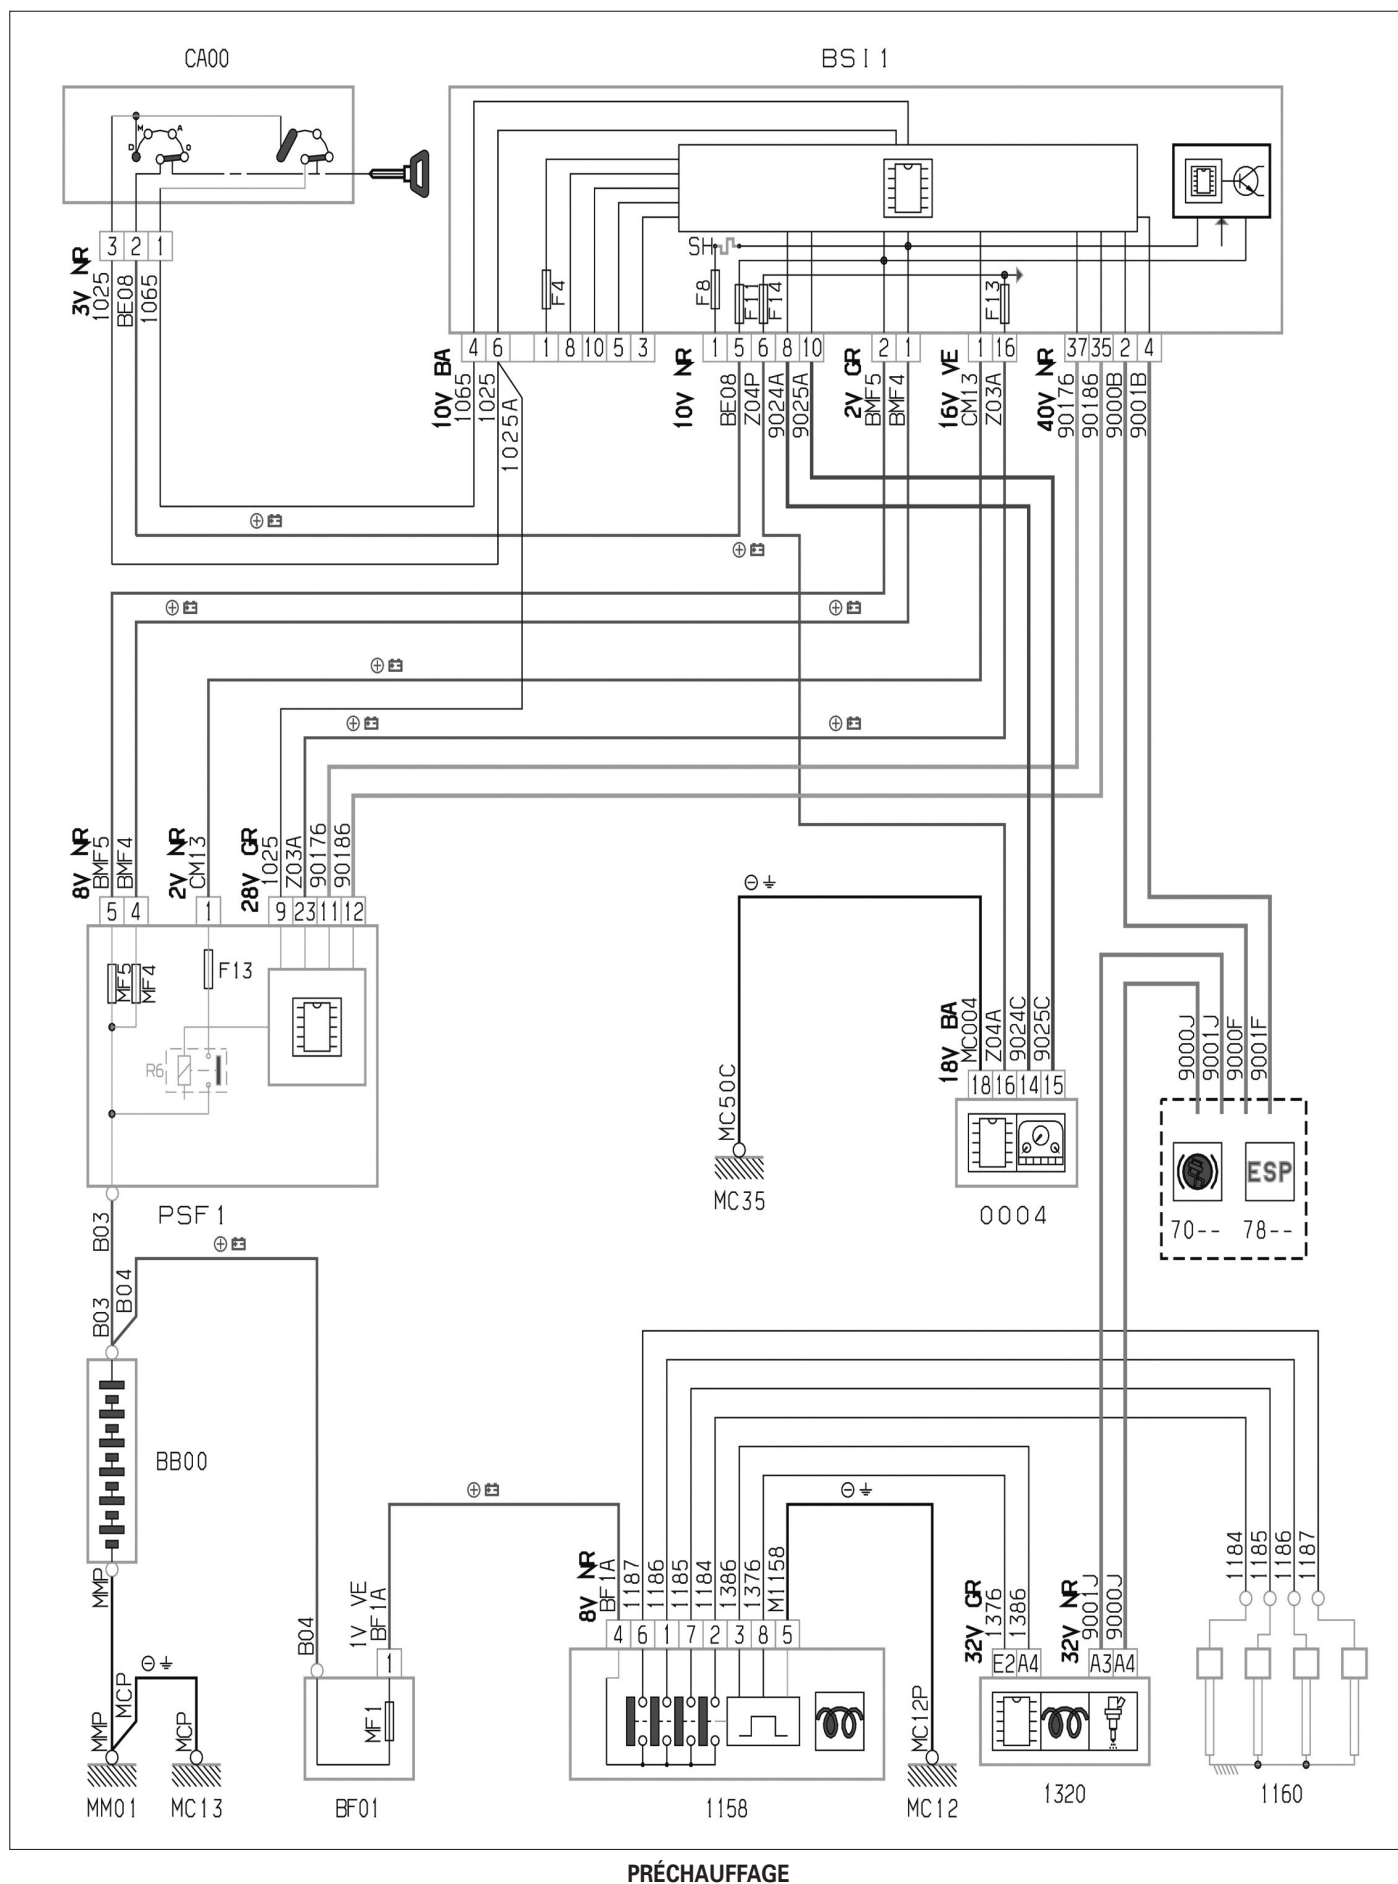 CA00
BSI1
M
A
D
O
3
2
1
3V NR
1025
BE08
1065
F4
SH
F8
F11
F14
F13
4
6
1
8
10
5
3
1
5
6
8
10
2
1
1
16
37
35
2
4
10V BA
1065
1025
1025A
10V NR
BE08
Z04P
9024A
9025A
2V GR
BMF5
BMF4
16V VE
CM13
Z03A
40V NR
90176
90186
9000B
9001B
8V NR
BMF5
BMF4
2V NR
CM13
28V GR
1025
Z03A
90176
90186
5
4
1
9
23
11
12
MF5
MF4
F13
R6
PSF1
MC50C
MC35
18V BA
MC004
Z04A
9024C
9025C
18
16
14
15
0004
9000J
9001J
9000F
9001F
ESP
70--
78--
B03
B03
B04
BB00
MMP
MMP
MCP
MCP
MM01
MC13
B04
1V VE
BF1A
1
MF1
BF01
8V NR
BF1A
1187
1186
1185
1184
1386
1376
M1158
4
6
1
7
2
3
8
5
1158
MC12P
MC12
32V GR
1376
1386
32V NR
9001J
9000J
E2
A4
A3
A4
1320
1184
1185
1186
1187
1160
PRÉCHAUFFAGE